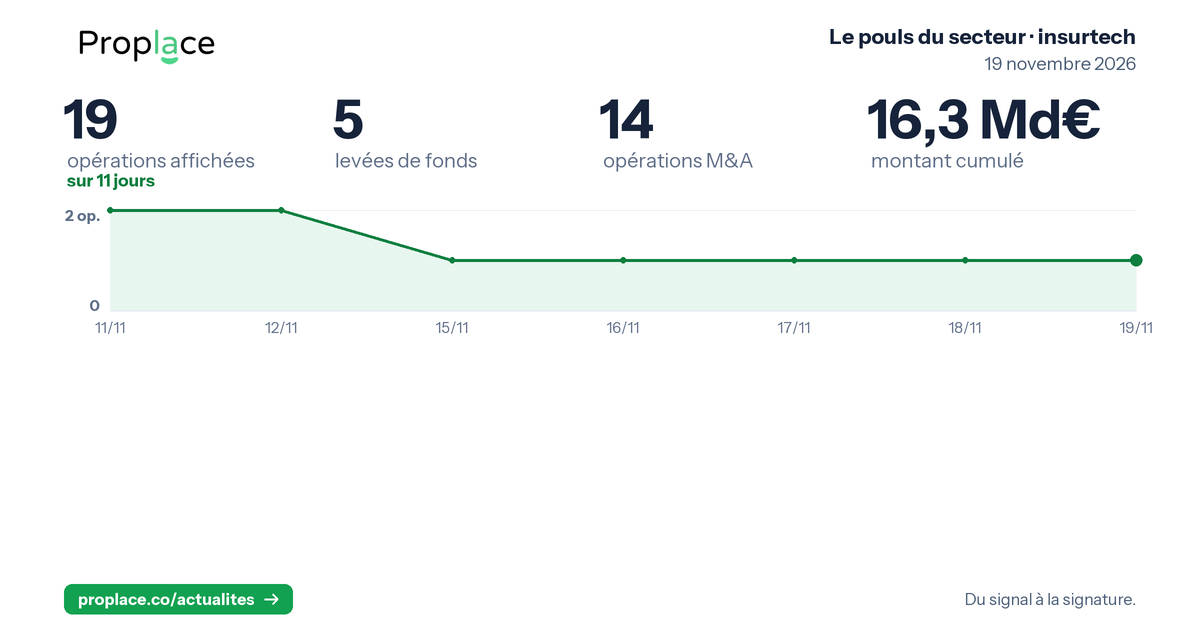 Proplace
Le pouls du secteur · insurtech
19 novembre 2026
19
opérations affichées
sur 11 jours
5
levées de fonds
14
opérations M&A
16,3 Md€
montant cumulé
2 op.
0
11/11
12/11
15/11
16/11
17/11
18/11
19/11
proplace.co/actualites →
Du signal à la signature.